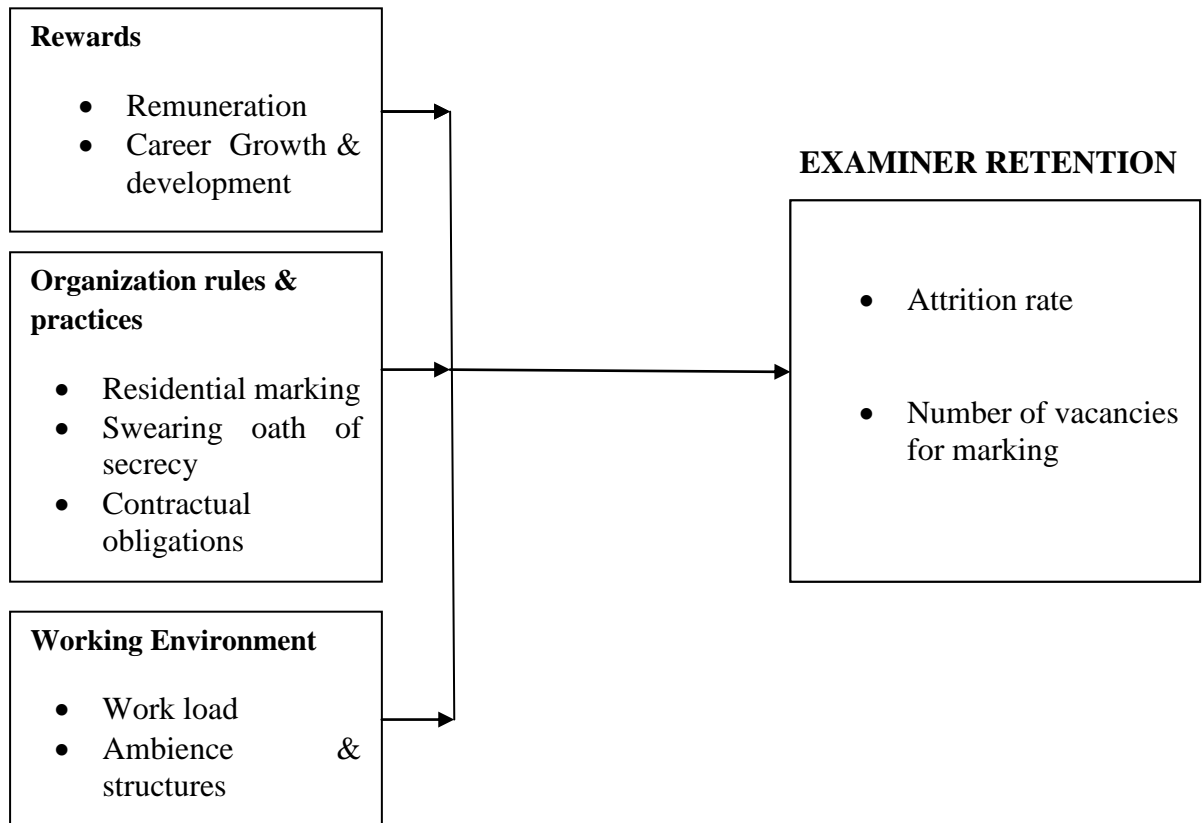 Rewards
• Remuneration
• Career Growth &
development
Organization rules &
practices
• Residential marking
• Swearing oath of
secrecy
• Contractual
obligations
Working Environment
• Work load
• Ambience &
structures
EXAMINER RETENTION
• Attrition rate
• Number of vacancies
for marking